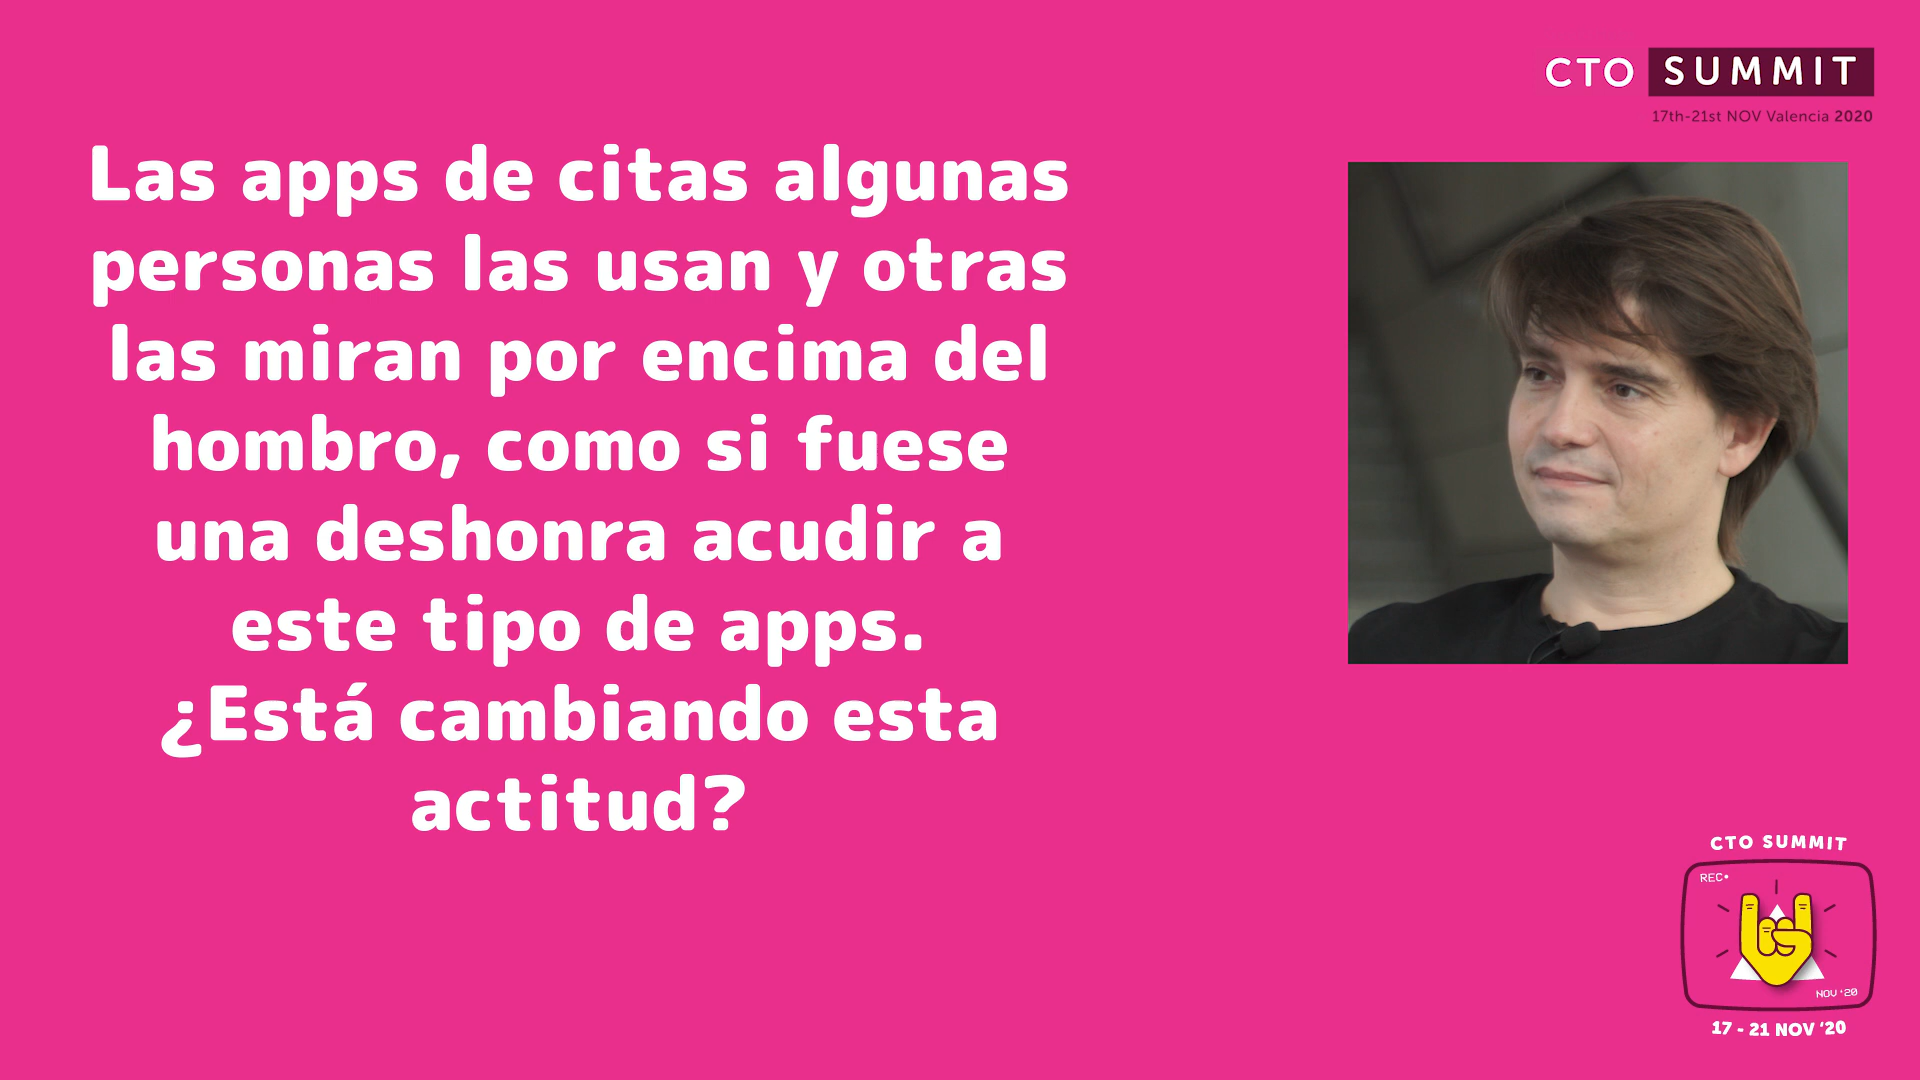 CTO SUMMIT
17th-21st NOV Valencia 2020
Las apps de citas algunas
personas las usan y otras
las miran por encima del
hombro, como si fuese
una deshonra acudir a
este tipo de apps.
¿Está cambiando esta
actitud?
CTO SUMMIT
REC•
NOV '20
17 - 21 NOV '20